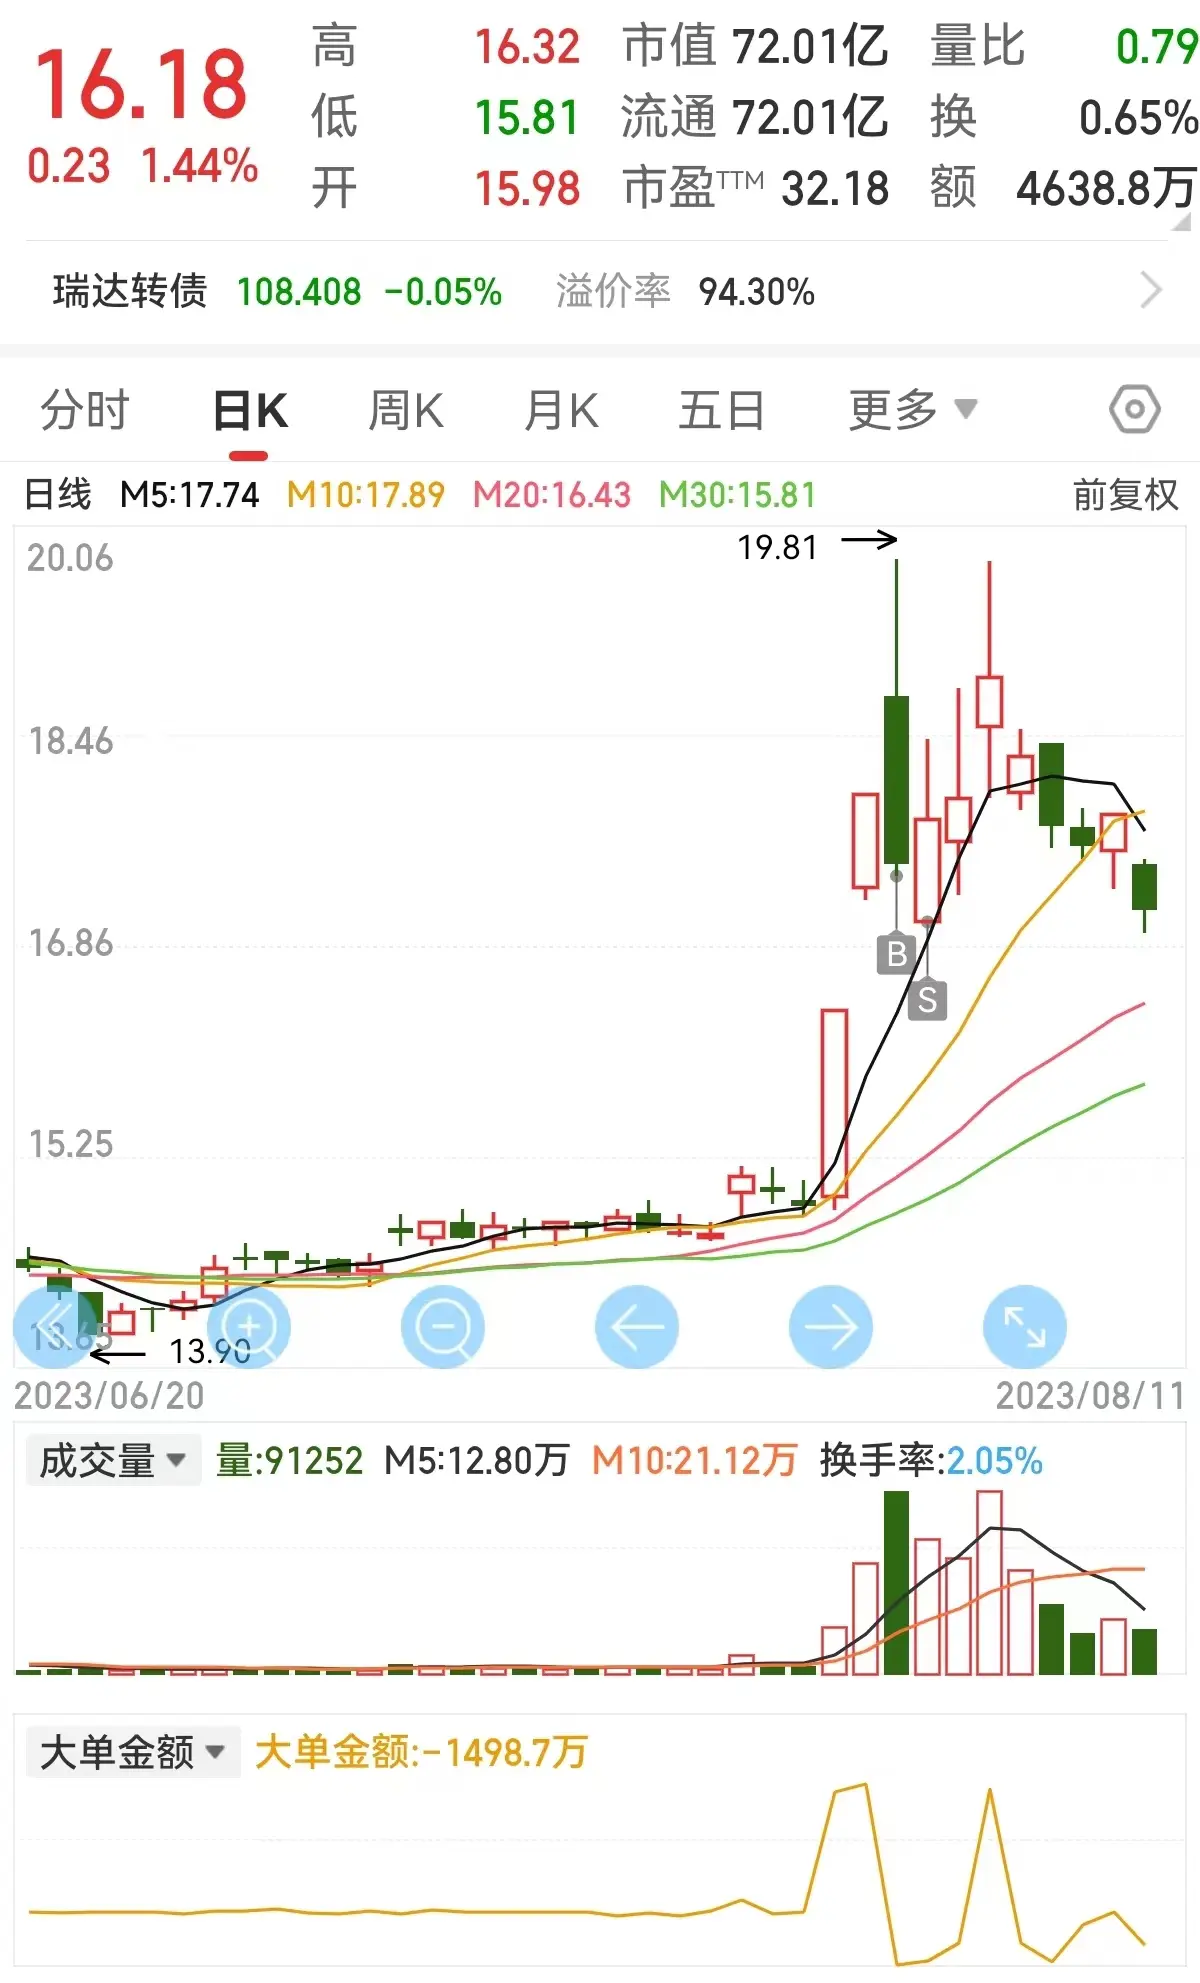 16.18 高 16.32 市值 72.01亿 量比 0.79
低 15.81 流通 72.01亿 换 0.65%
0.23 1.44% 开 15.98 市盈TTM 32.18 额 4638.8万
瑞达转债 108.408 -0.05% 溢价率 94.30%
分时 日K 周K 月K 五日 更多
日线 M5:17.74 M10:17.89 M20:16.43 M30:15.81 前复权
20.06
19.81
18.46
16.86
B
S
15.25
13.65
13.90
2023/06/20 2023/08/11
成交量 量:91252 M5:12.80万 M10:21.12万 换手率:2.05%
大单金额 大单金额:-1498.7万